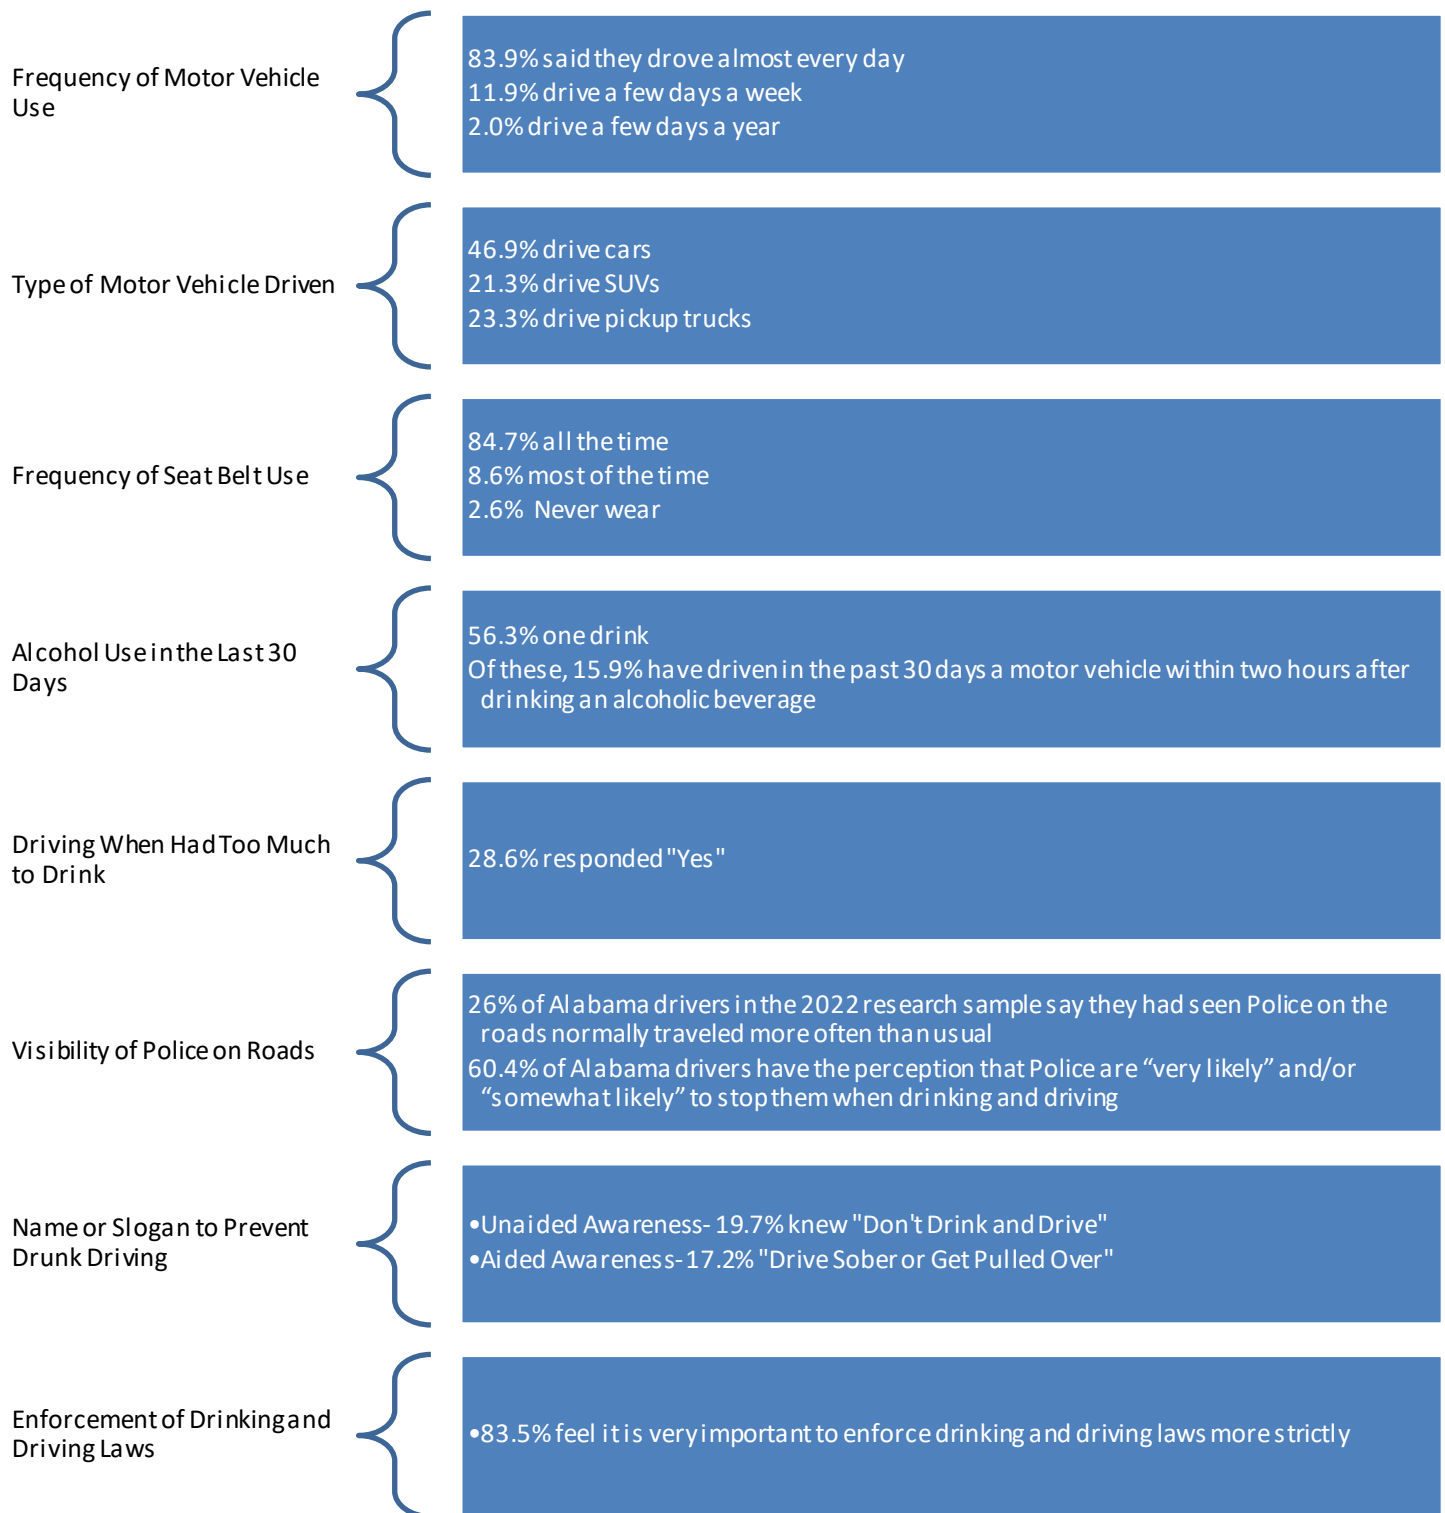 Frequency of Motor Vehicle
Use
83.9% said they drove almost every day
11.9% drive a few days a week
2.0% drive a few days a year
Type of Motor Vehicle Driven
46.9% drive cars
21.3% drive SUVs
23.3% drive pickup trucks
Frequency of Seat Belt Use
84.7% all the time
8.6% most of the time
2.6% Never wear
Alcohol Use in the Last 30
Days
56.3% one drink
Of these, 15.9% have driven in the past 30 days a motor vehicle within two hours after
drinking an alcoholic beverage
Driving When Had Too Much
to Drink
28.6% responded "Yes"
Visibility of Police on Roads
26% of Alabama drivers in the 2022 research sample say they had seen Police on the
roads normally traveled more often than usual
60.4% of Alabama drivers have the perception that Police are “very likely” and/or
“somewhat likely” to stop them when drinking and driving
Name or Slogan to Prevent
Drunk Driving
•Unaided Awareness- 19.7% knew "Don't Drink and Drive"
•Aided Awareness- 17.2% "Drive Sober or Get Pulled Over"
Enforcement of Drinking and
Driving Laws
•83.5% feel it is very important to enforce drinking and driving laws more strictly